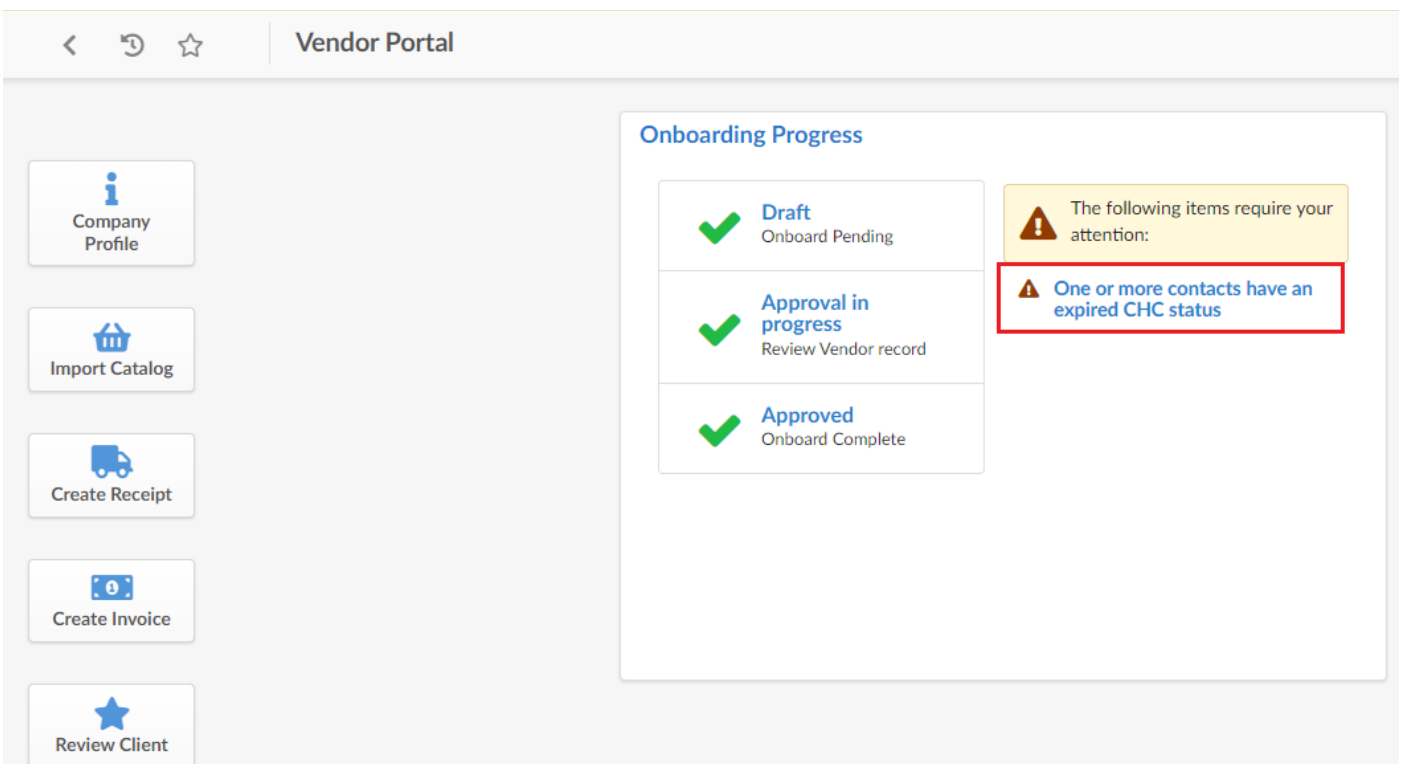 Vendor Portal
Company
Profile
Import Catalog
Create Receipt
Create Invoice
Review Client
Onboarding Progress
Draft
Onboard Pending
Approval in
progress
Review Vendor record
Approved
Onboard Complete
The following items require your
attention:
One or more contacts have an
expired CHC status